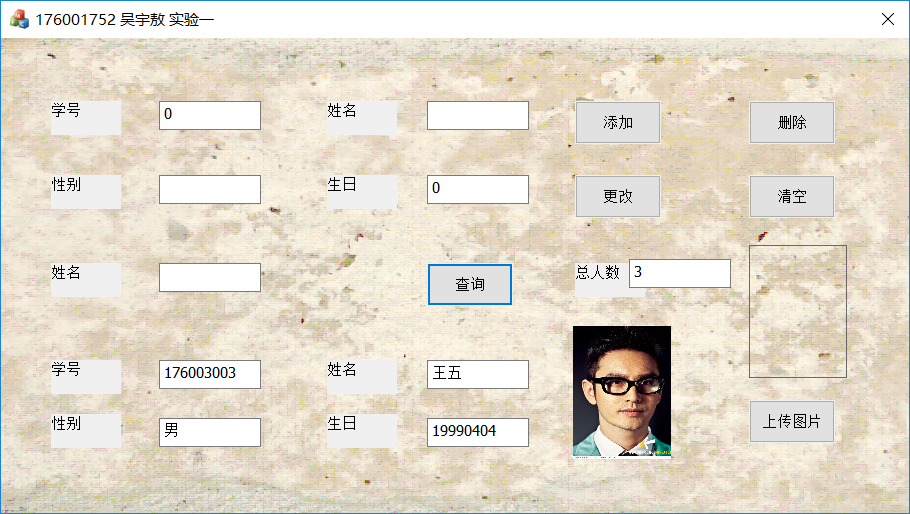 176001752 吴宇敖 实验一
学号 0 姓名 添加 删除
性别 生日 0 更改 清空
姓名 查询 总人数 3
学号 176003003 姓名 王五
性别 男 生日 19990404 上传图片